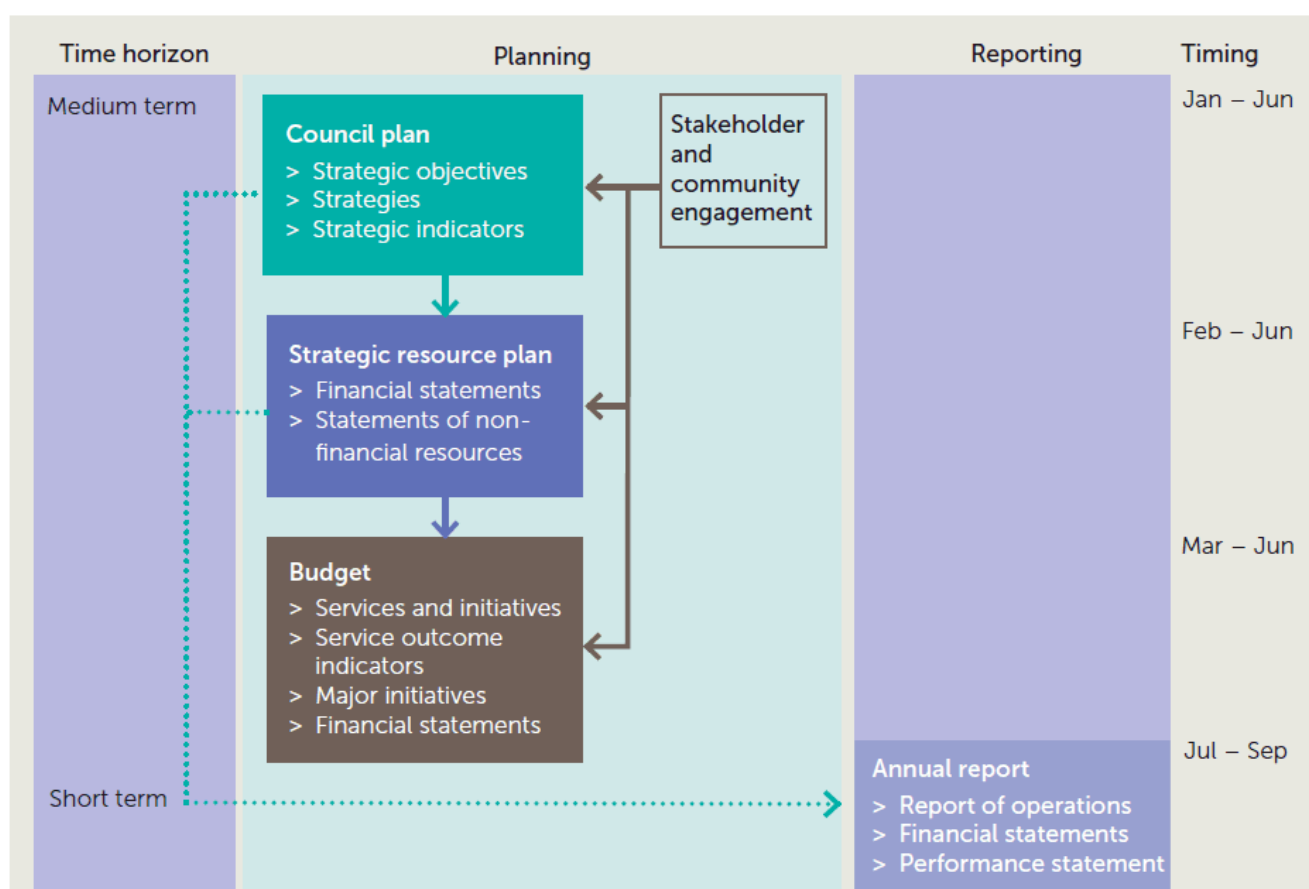 Time horizon
Planning
Reporting
Timing
Medium term
Jan – Jun
Council plan
> Strategic objectives
> Strategies
> Strategic indicators
Stakeholder
and
community
engagement
Feb – Jun
Strategic resource plan
> Financial statements
> Statements of non-
financial resources
Mar – Jun
Budget
> Services and initiatives
> Service outcome
indicators
> Major initiatives
> Financial statements
Jul – Sep
Short term
Annual report
> Report of operations
> Financial statements
> Performance statement